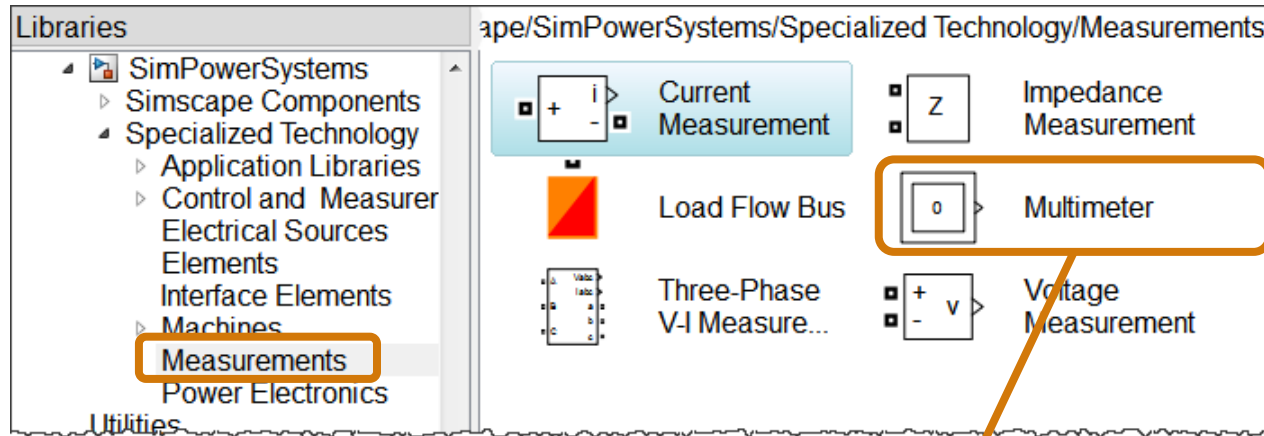 Libraries
ape/SimPowerSystems/Specialized Technology/Measurements
SimPowerSystems
Simscape Components
Specialized Technology
Application Libraries
Control and Measurer
Electrical Sources
Elements
Interface Elements
Machines
Measurements
Power Electronics
Utilities
i
+
-
Current
Measurement
Z
Impedance
Measurement
Load Flow Bus
0
Multimeter
A
Vabc
Iabc
B
a
b
C
c
Three-Phase
V-I Measure...
+
v
-
Voltage
Measurement